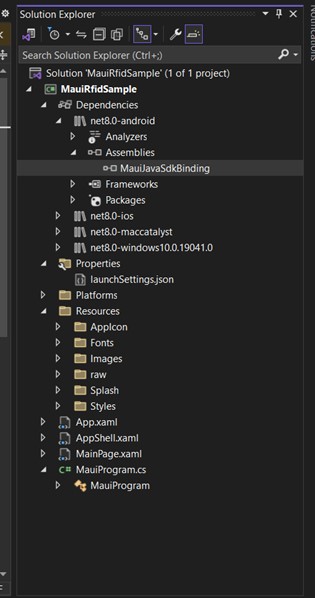 Solution Explorer
Search Solution Explorer (Ctrl+;)
Solution 'MauiRfidSample' (1 of 1 project)
MauiRfidSample
Dependencies
net8.0-android
Analyzers
Assemblies
MauiJavaSdkBinding
Frameworks
Packages
net8.0-ios
net8.0-maccatalyst
net8.0-windows10.0.19041.0
Properties
launchSettings.json
Platforms
Resources
AppIcon
Fonts
Images
raw
Splash
Styles
App.xaml
AppShell.xaml
MainPage.xaml
C# MauiProgram.cs
MauiProgram
Notifications